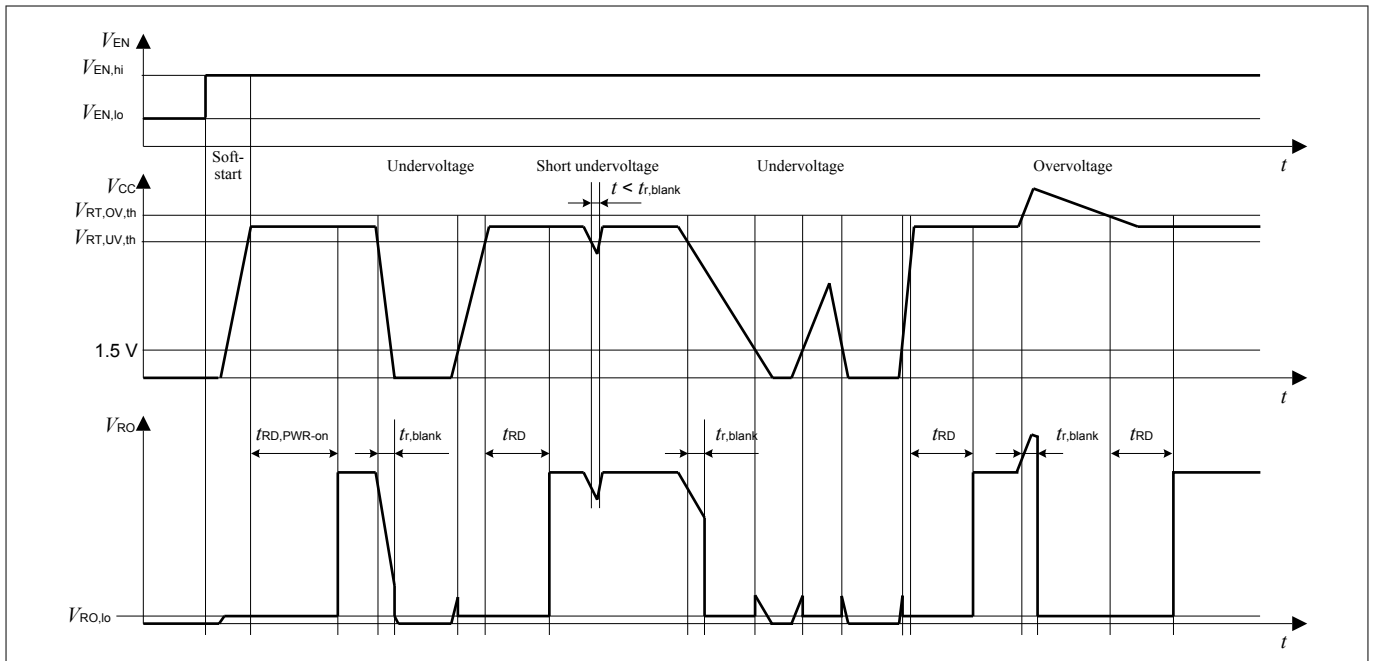 VEN
VEN,hi
VEN,lo
t
Soft-
start
Undervoltage
Short undervoltage
Undervoltage
Overvoltage
VCC
t < tr,blank
VRT,OV,th
VRT,UV,th
1.5 V
t
VRO
tRD,PWR-on
tr,blank
tRD
tr,blank
tRD
tr,blank
tRD
VRO,lo
t